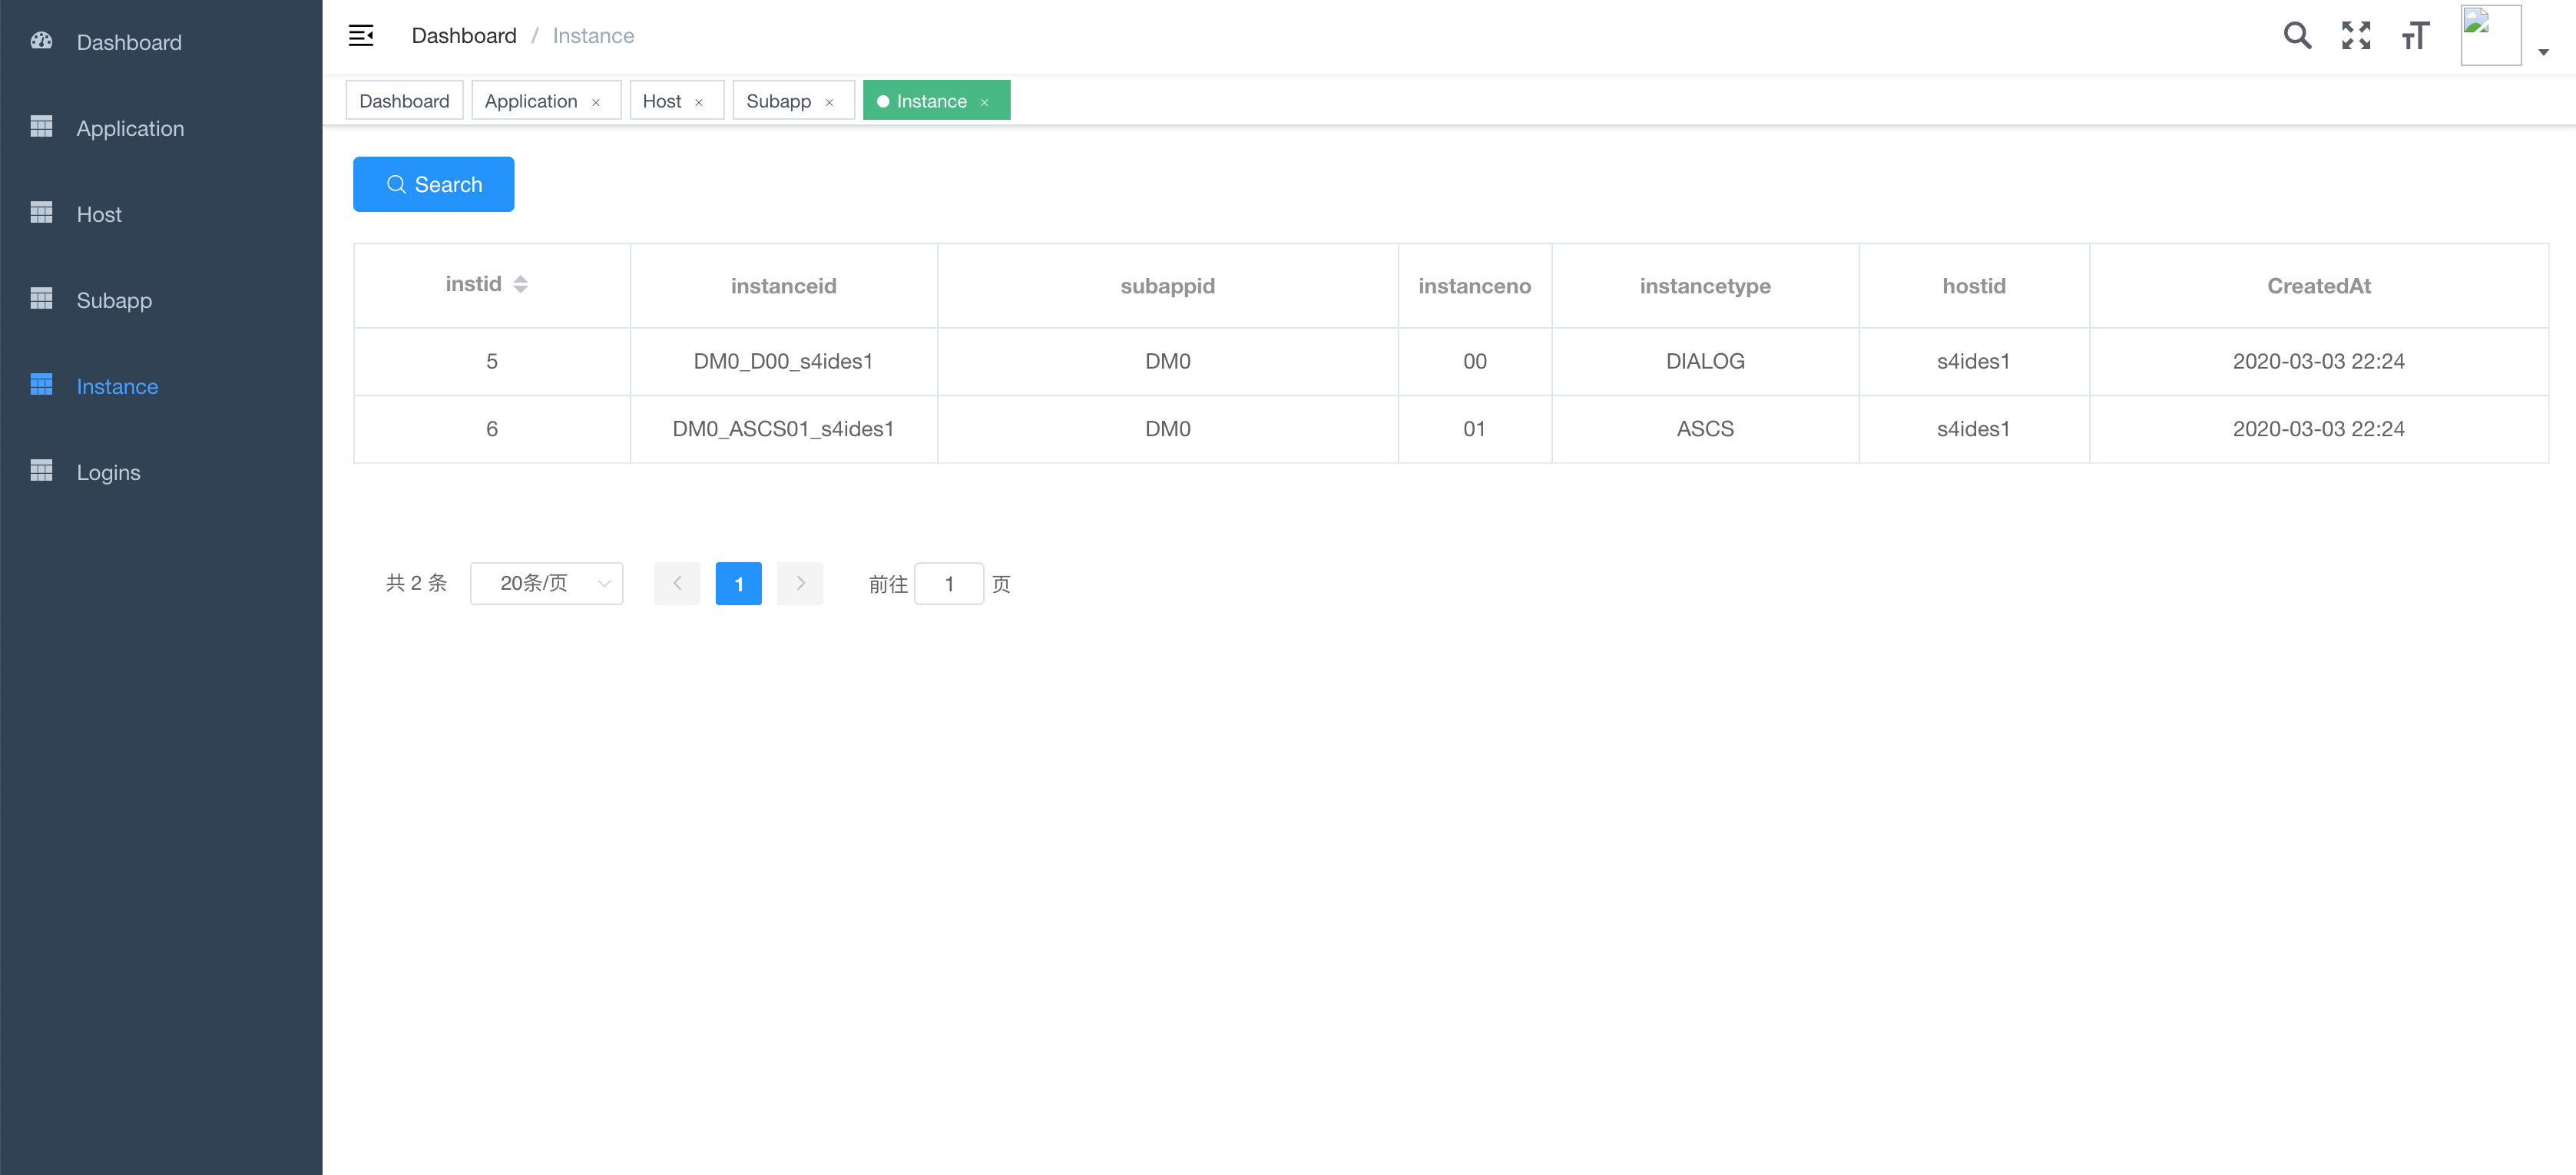 Dashboard
Application
Host
Subapp
Instance
Logins
Dashboard / Instance
Dashboard Application × Host × Subapp × Instance ×
Search
instid instanceid subappid instanceno instancetype hostid CreatedAt
5 DM0_D00_s4ides1 DM0 00 DIALOG s4ides1 2020-03-03 22:24
6 DM0_ASCS01_s4ides1 DM0 01 ASCS s4ides1 2020-03-03 22:24
共 2 条 20条/页 1 前往 1 页